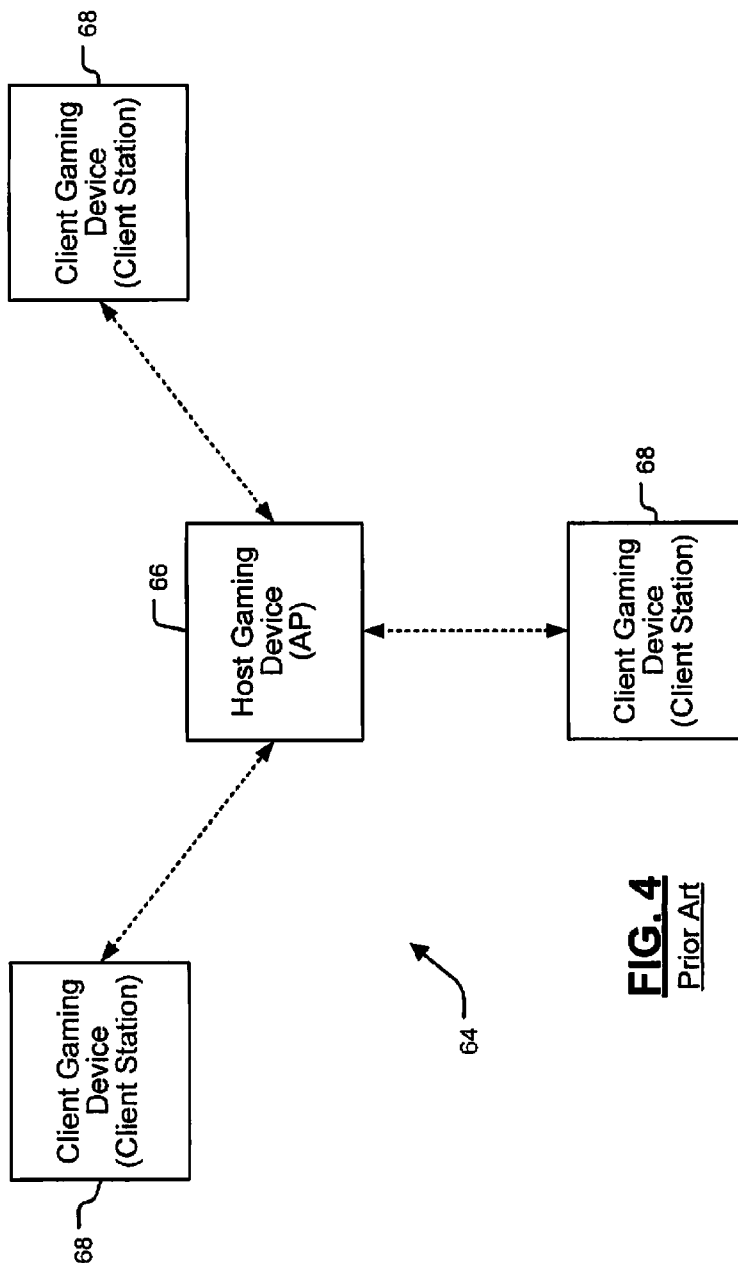 68
Client Gaming
Device
(Client Station)
66
Host Gaming
Device
(AP)
68
Client Gaming
Device
(Client Station)
68
Client Gaming
Device
(Client Station)
64
FIG. 4
Prior Art